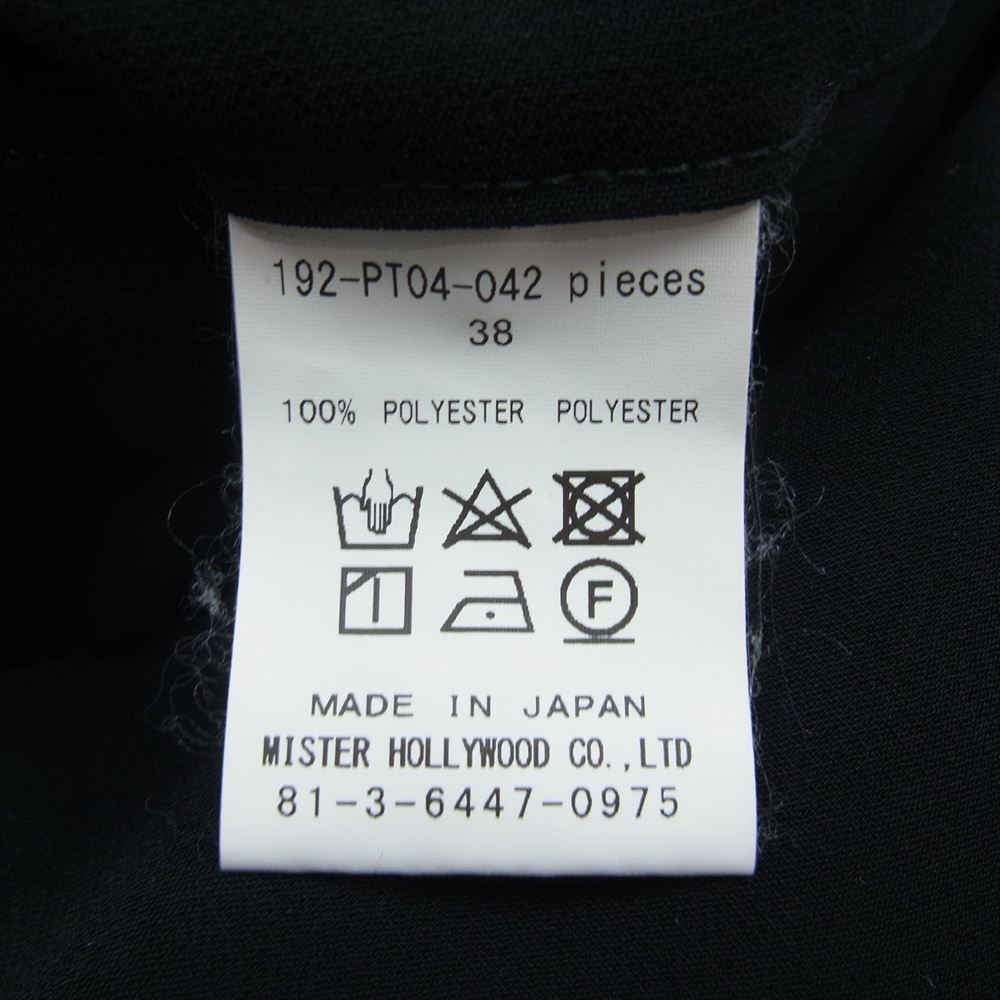 192-PT04-042 pieces
38
100% POLYESTER POLYESTER
F
MADE IN JAPAN
MISTER HOLLYWOOD CO.,LTD
81-3-6447-0975